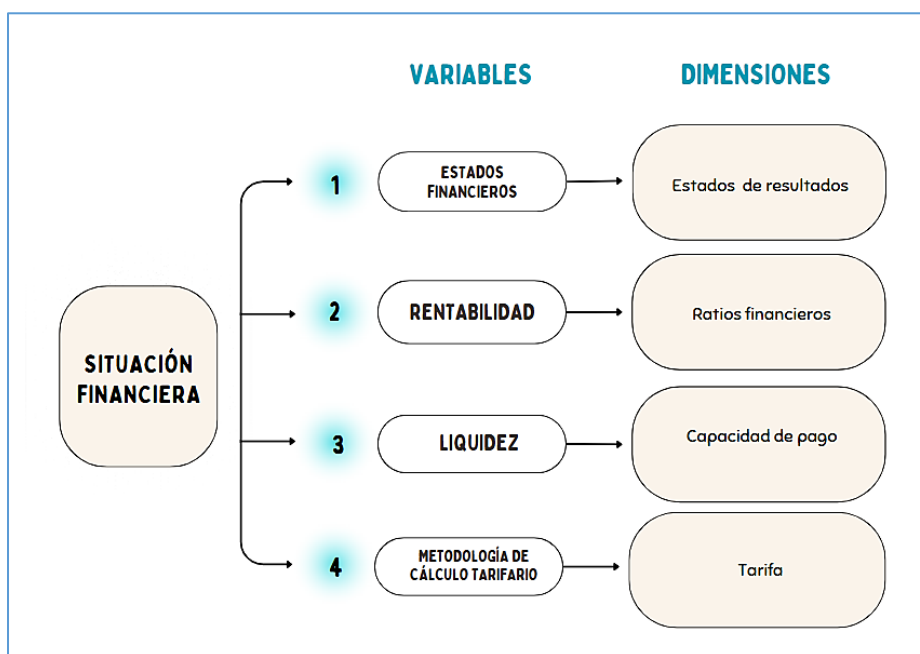 VARIABLES
DIMENSIONES
1
ESTADOS
FINANCIEROS
Estados de resultados
2
RENTABILIDAD
Ratios financieros
SITUACIÓN
FINANCIERA
3
LIQUIDEZ
Capacidad de pago
4
METODOLOGÍA DE
CÁLCULO TARIFARIO
Tarifa